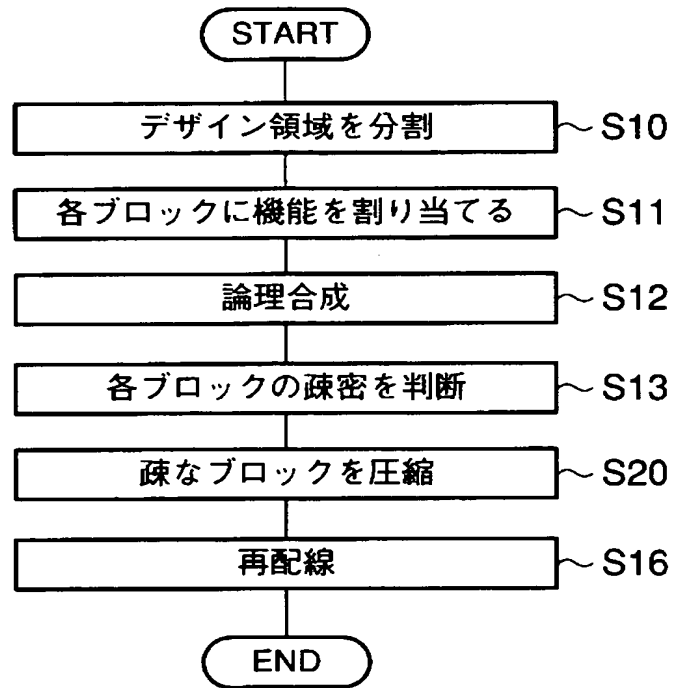 START
デザイン領域を分割 S10
各ブロックに機能を割り当てる S11
論理合成 S12
各ブロックの疎密を判断 S13
疎なブロックを圧縮 S20
再配線 S16
END